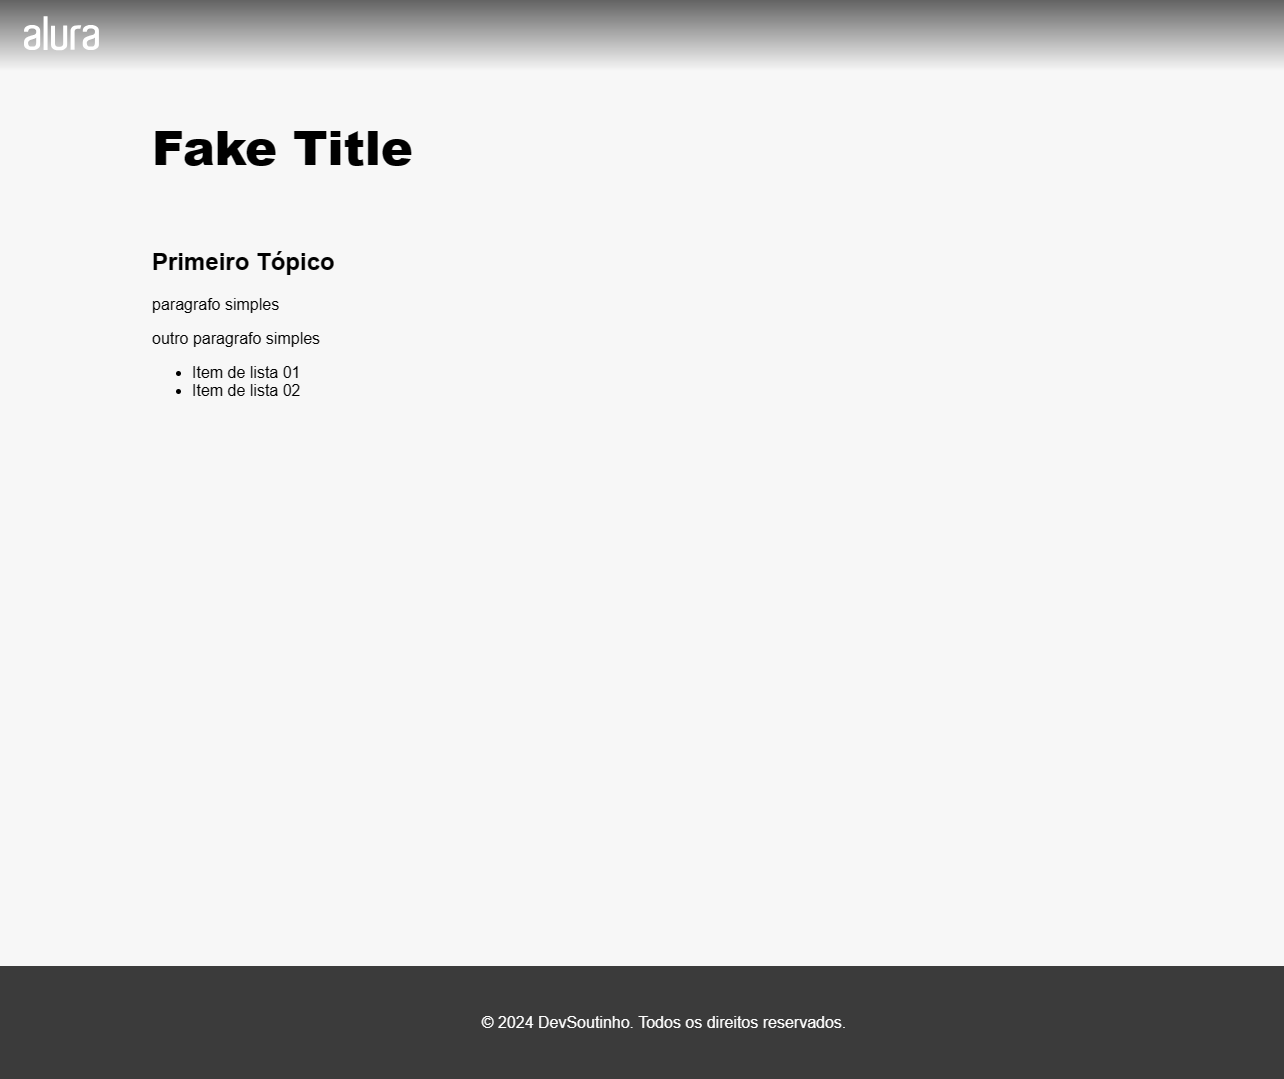 alura
Fake Title
Primeiro Tópico
paragrafo simples
outro paragrafo simples
• Item de lista 01
• Item de lista 02
© 2024 DevSoutinho. Todos os direitos reservados.